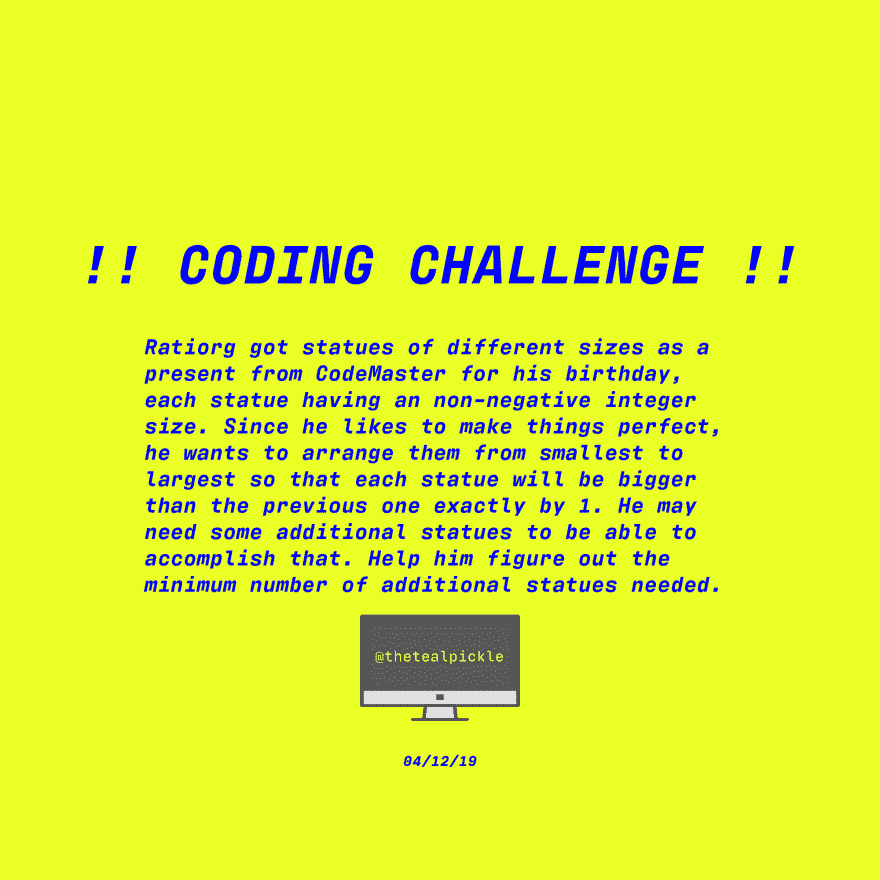 !! CODING CHALLENGE !!
Ratiorg got statues of different sizes as a
present from CodeMaster for his birthday,
each statue having an non-negative integer
size. Since he likes to make things perfect,
he wants to arrange them from smallest to
largest so that each statue will be bigger
than the previous one exactly by 1. He may
need some additional statues to be able to
accomplish that. Help him figure out the
minimum number of additional statues needed.
@thetealpickle
04/12/19